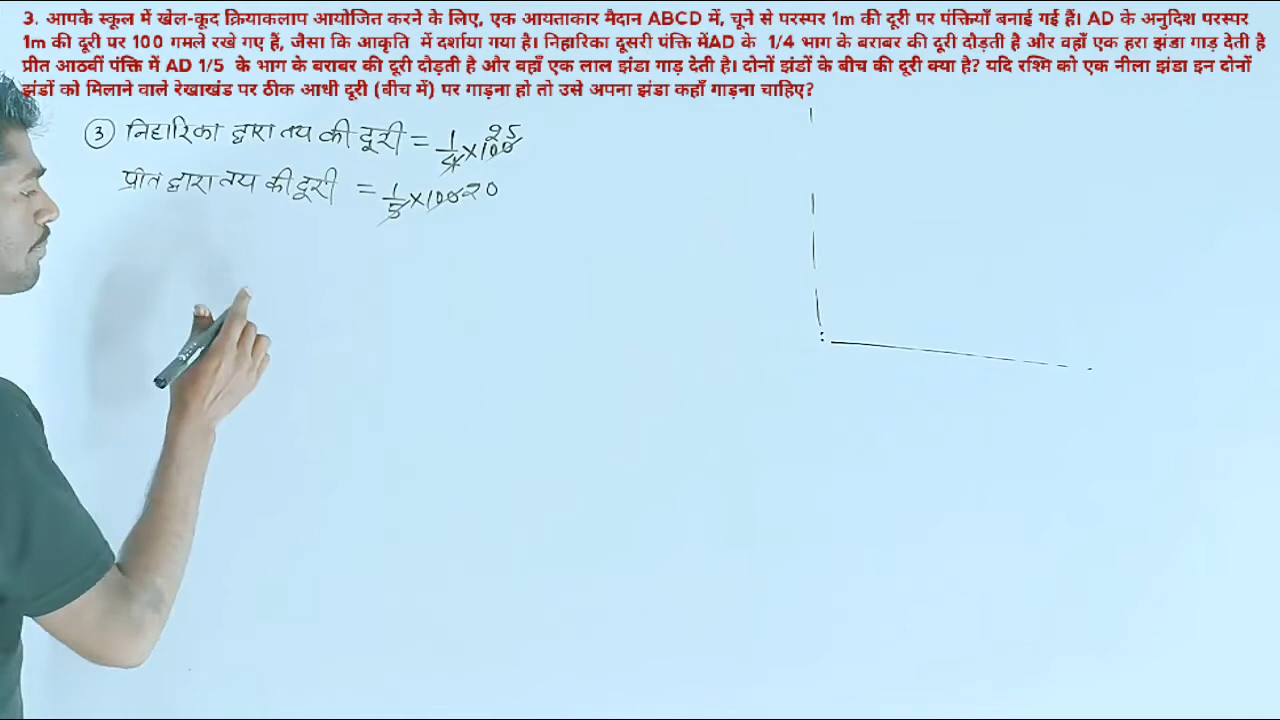 3. आपके स्कूल में खेल-कूद क्रियाकलाप आयोजित करने के लिए, एक आयताकार मैदान ABCD में, चूने से परस्पर 1m की दूरी पर पंक्तियाँ बनाई गई हैं। AD के अनुदिश परस्पर
1m की दूरी पर 100 गमले रखे गए हैं, जैसा कि आकृति में दर्शाया गया है। निहारिका दूसरी पंक्ति मेंAD के 1/4 भाग के बराबर की दूरी दौड़ती है और वहाँ एक हरा झंडा गाड़ देती है
प्रीत आठवीं पंक्ति में AD 1/5 के भाग के बराबर की दूरी दौड़ती है और वहाँ एक लाल झंडा गाड़ देती है। दोनों झंडों के बीच की दूरी क्या है? यदि रश्मि को एक नीला झंडा इन दोनों
झंडों को मिलाने वाले रेखाखंड पर ठीक आधी दूरी (बीच में) पर गाड़ना हो तो उसे अपना झंडा कहाँ गाड़ना चाहिए?
3 निहारिका द्वारा तय की दूरी = 1/4 × 100 25
प्रीत द्वारा तय की दूरी = 1/5 × 100 20